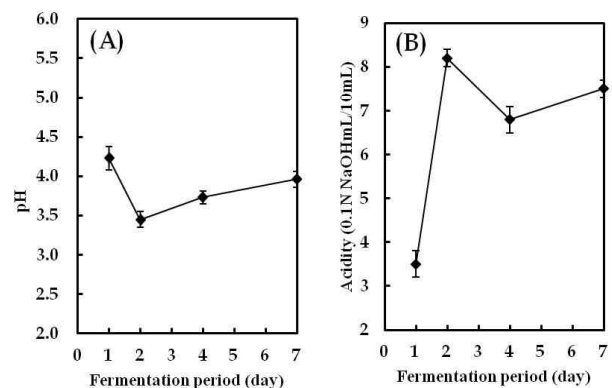 (A)
6.0
5.5
5.0
4.5
4.0
3.5
3.0
2.5
2.0
pH
0 1 2 3 4 5 6 7
Fermentation period (day)
(B)
9
8
7
6
5
4
3
2
Acidity (0.1N NaOHmL/10mL)
0 1 2 3 4 5 6 7
Fermentation period (day)